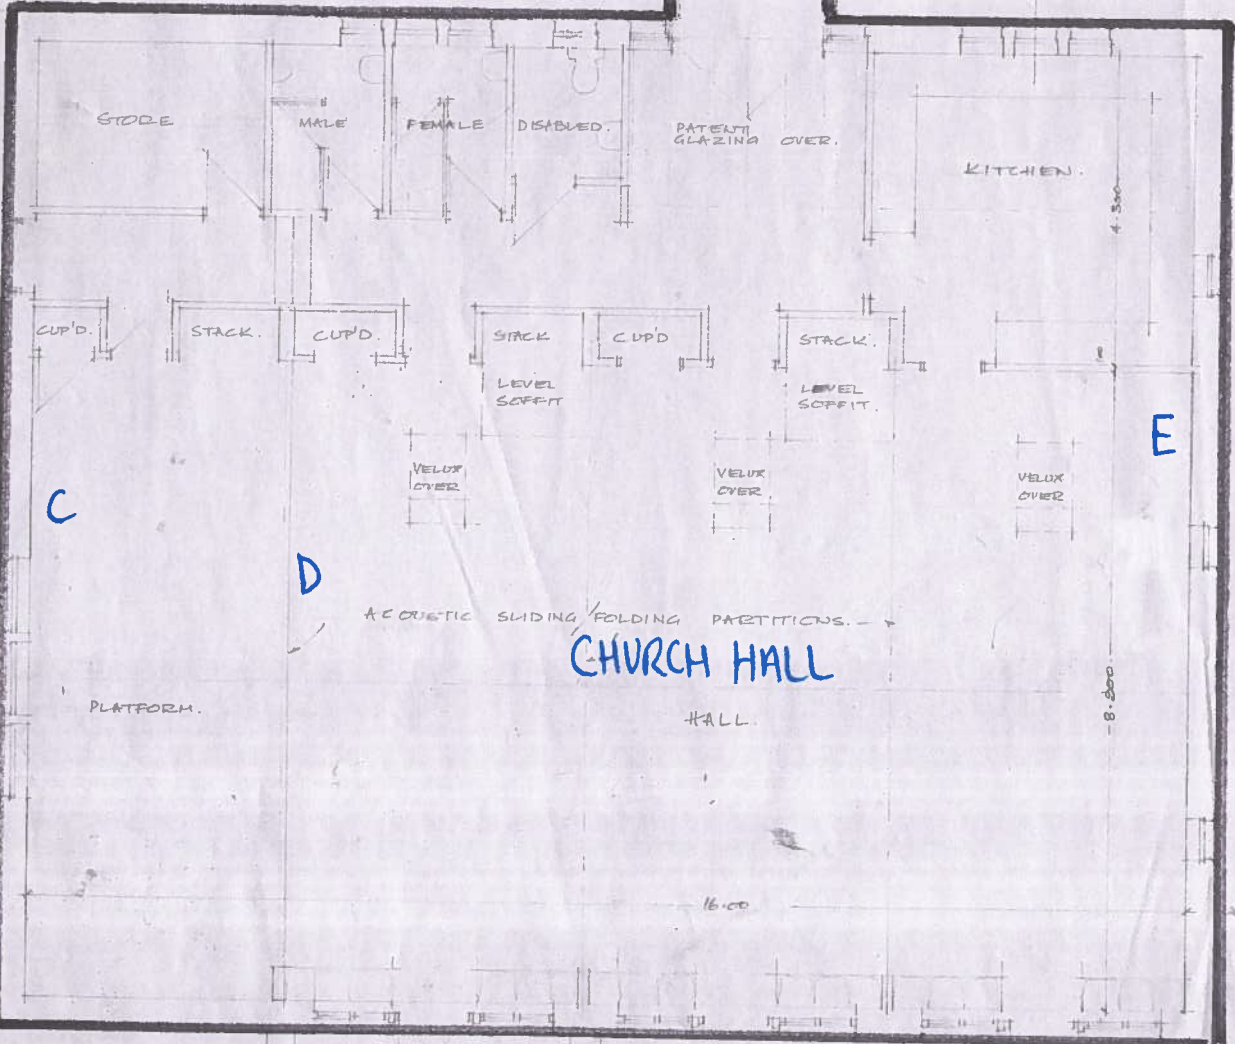 STORE
MALE
FEMALE
DISABLED.
PATENT
GLAZING OVER.
KITCHEN.
4.300
CUP'D.
STACK.
CUP'D.
STACK
CUP'D
STACK.
LEVEL
SOFFIT
LEVEL
SOFFIT.
E
VELUX
OVER
VELUX
OVER
VELUX
OVER
C
D
ACOUSTIC SLIDING/FOLDING PARTITIONS.
CHURCH HALL
PLATFORM.
HALL.
8.800
16.00